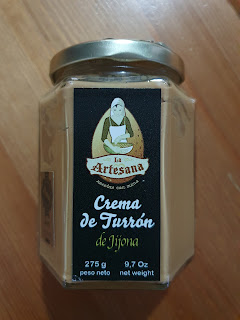 La
Artesana
Crema
de Turrón
de Jijona
275 g 9,7 Oz
peso neto net weight